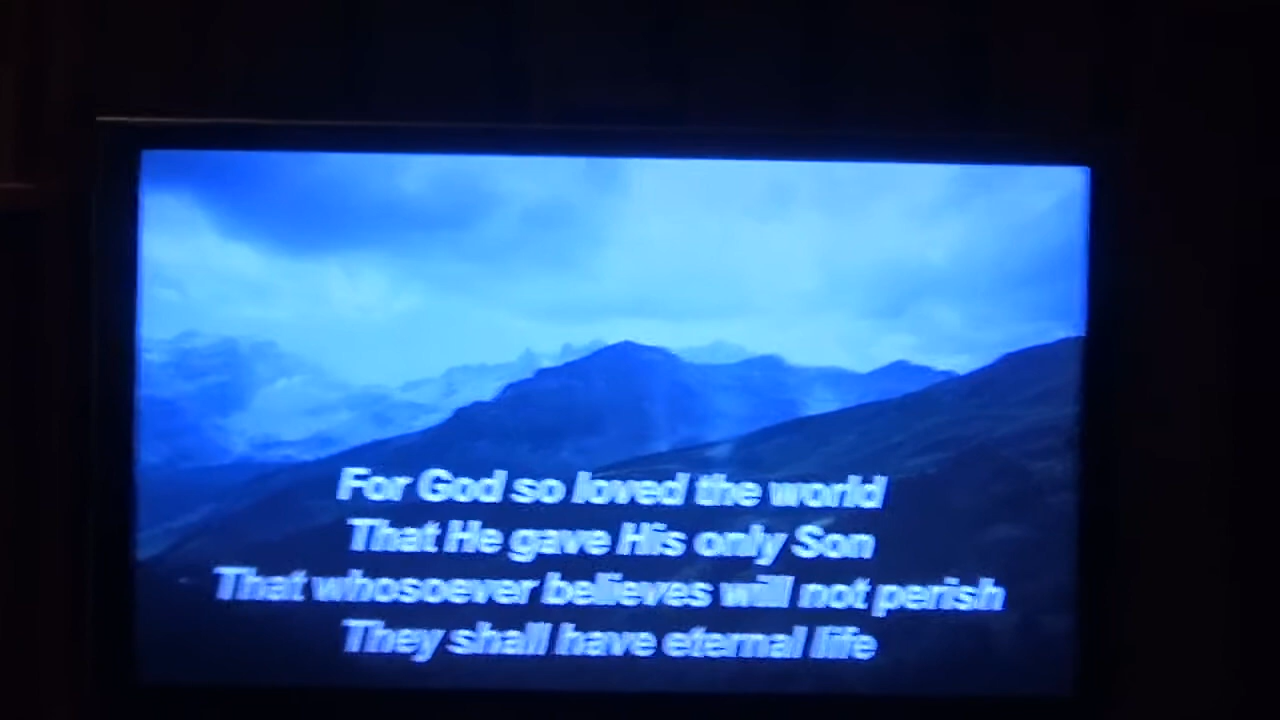 For God so loved the world
That He gave His only Son
That whosoever believes will not perish
They shall have eternal life